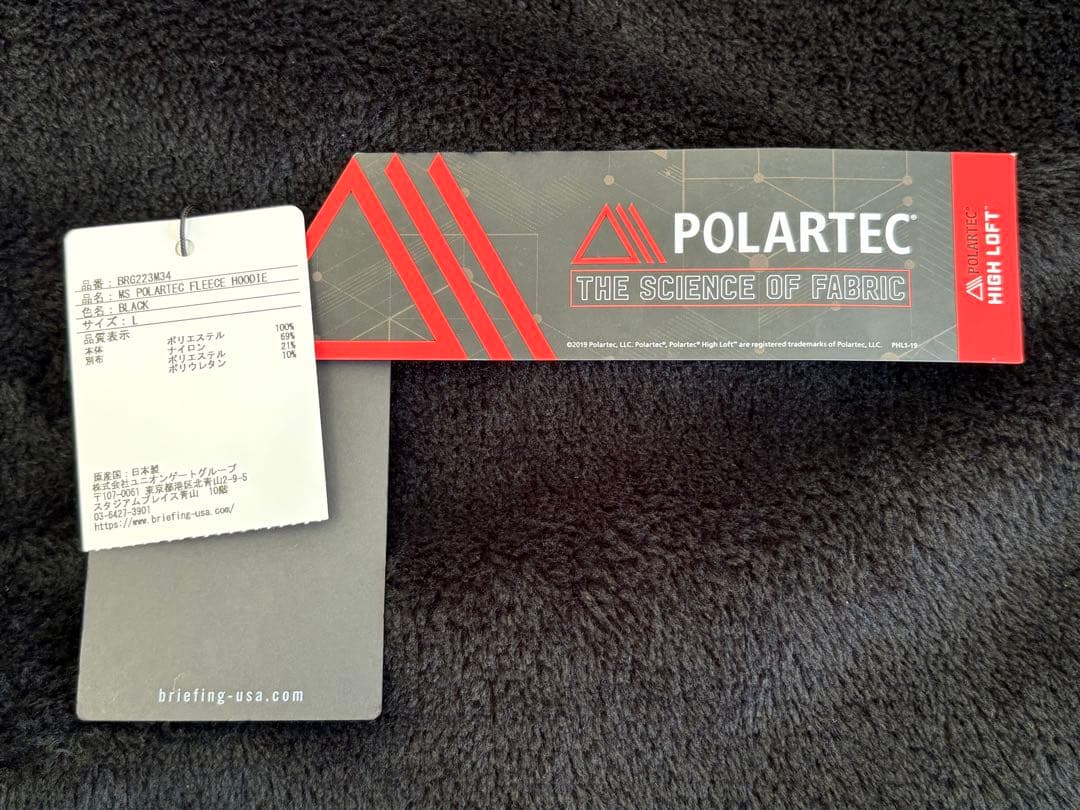 品番 : BRG223M34
品名 : MS POLARTEC FLEECE HOODIE
色名 : BLACK
サイズ : L
品質表示
本体 ポリエステル 100%
別布 ナイロン 69%
ポリエステル 21%
ポリウレタン 10%
原産国 : 日本製
株式会社ユニオンゲートグループ
〒107-0061 東京都港区北青山2-9-5
スタジアムプレイス青山 10階
03-6427-3901
https://www.briefing-usa.com/
briefing-usa.com
POLARTEC®
THE SCIENCE OF FABRIC
©2019 Polartec, LLC. Polartec®, Polartec® High Loft™ are registered trademarks of Polartec, LLC. PHL1-19
POLARTEC®
HIGH LOFT™